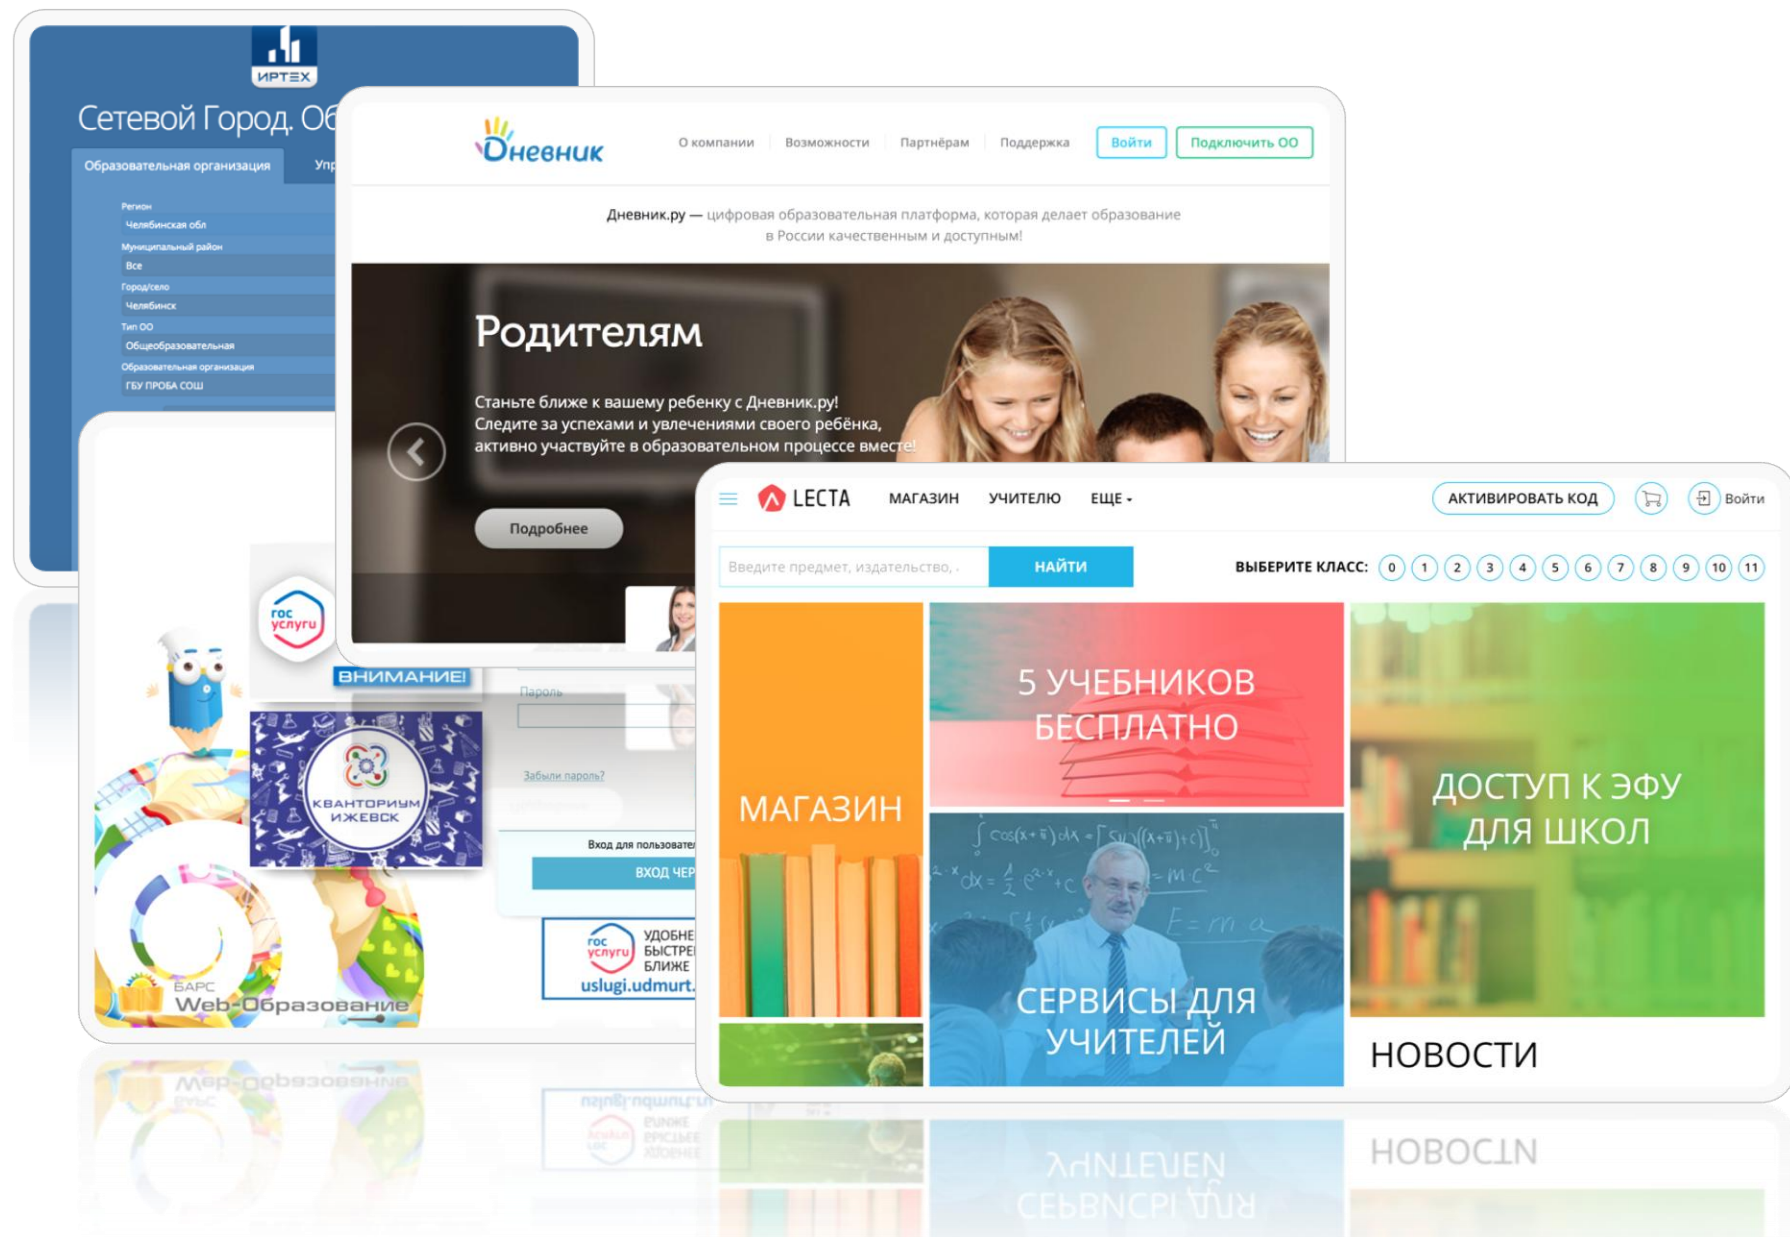 ИРТЕХ
Сетевой Город.
Образовательная организация
Регион
Челябинская обл
Муниципальный район
Все
Город/село
Челябинск
Тип ОО
Общеобразовательная
Образовательная организация
ГБУ ПРОБА СОШ
Дневник
О компании Возможности Партнёрам Поддержка Войти Подключить ОО
Дневник.ру — цифровая образовательная платформа, которая делает образование
в России качественным и доступным!
Родителям
Станьте ближе к вашему ребенку с Дневник.ру!
Следите за успехами и увлечениями своего ребёнка,
активно участвуйте в образовательном процессе вместе!
Подробнее
гос
услуги
ВНИМАНИЕ!
КВАНТОРИУМ
ИЖЕВСК
БАРС
Web-Образование
Пароль
Забыли пароль?
Вход для
ВХОД
гос
услуги
УДОБНЕ
БЫСТРЕ
БЛИЖЕ
uslugi.udmurt.
LECTA МАГАЗИН УЧИТЕЛЮ ЕЩЕ АКТИВИРОВАТЬ КОД Войти
Введите предмет, издательство, .
НАЙТИ
ВЫБЕРИТЕ КЛАСС: 0 1 2 3 4 5 6 7 8 9 10 11
МАГАЗИН
5 УЧЕБНИКОВ
БЕСПЛАТНО
E = m a
СЕРВИСЫ ДЛЯ
УЧИТЕЛЕЙ
ДОСТУП К ЭФУ
ДЛЯ ШКОЛ
НОВОСТИ